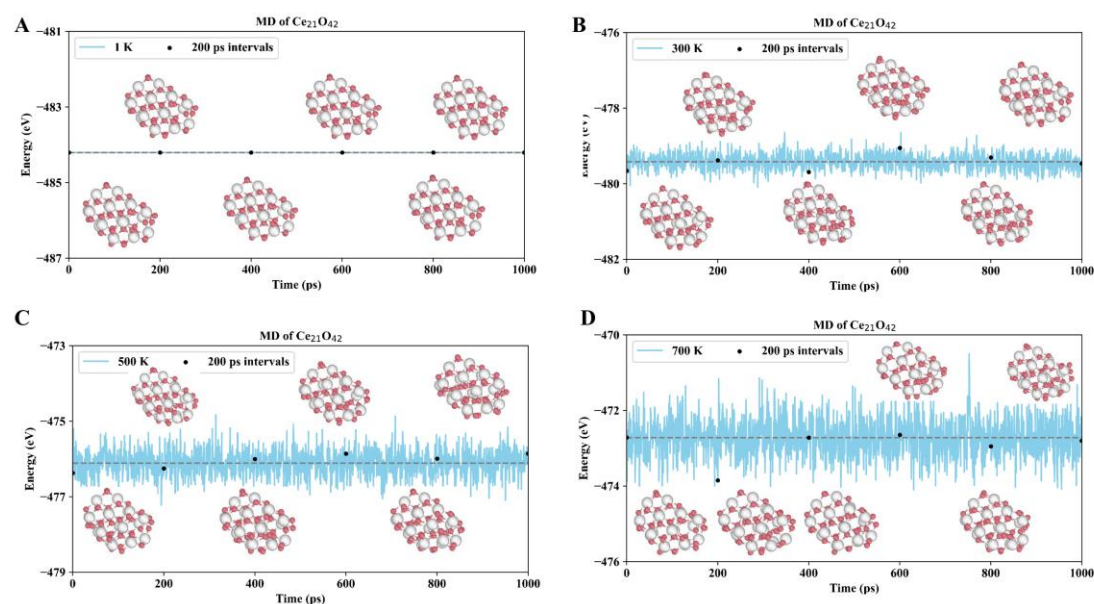 A
MD of Ce₂₁O₄₂
1 K
200 ps intervals
Energy (eV)
−481
−483
−485
−487
0 200 400 600 800 1000
Time (ps)
B
MD of Ce₂₁O₄₂
300 K
200 ps intervals
−476
−478
−480
−482
0 200 400 600 800 1000
Time (ps)
C
MD of Ce₂₁O₄₂
500 K
200 ps intervals
Energy (eV)
−473
−475
−477
−479
0 200 400 600 800 1000
Time (ps)
D
MD of Ce₂₁O₄₂
700 K
200 ps intervals
Energy (eV)
−470
−472
−474
−476
0 200 400 600 800 1000
Time (ps)